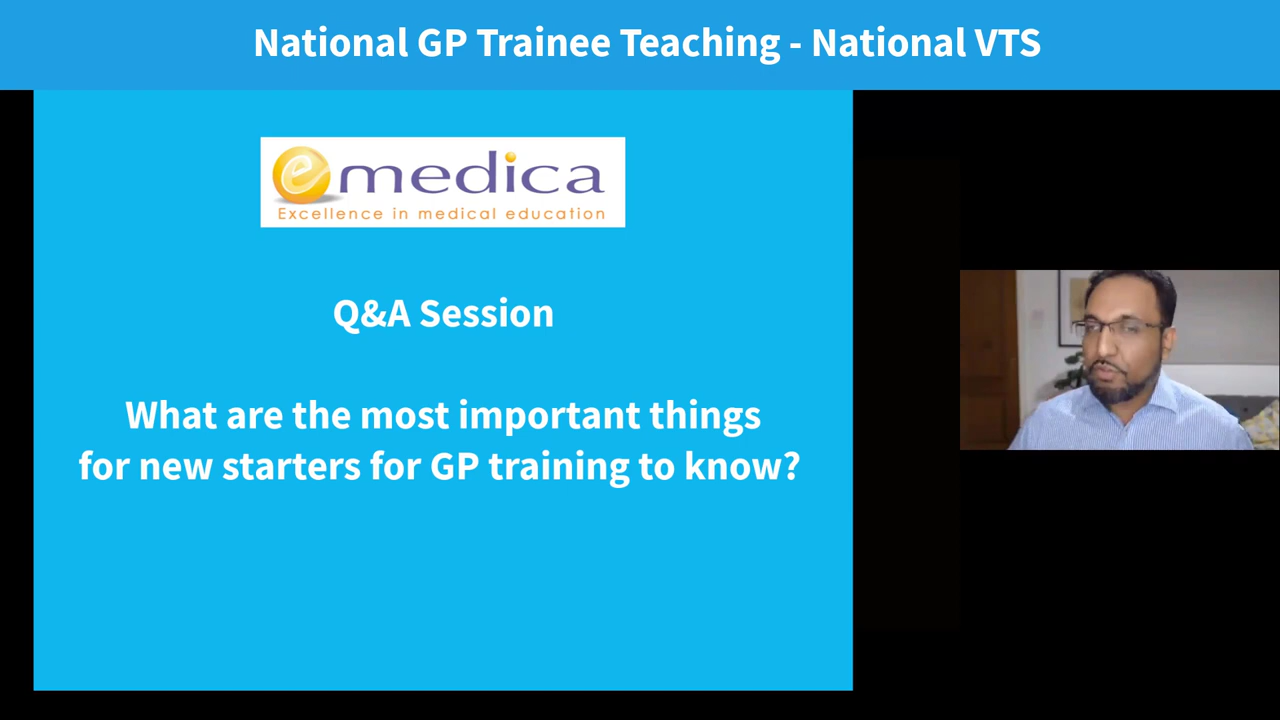 National GP Trainee Teaching - National VTS
emedica
Excellence in medical education
Q&A Session
What are the most important things
for new starters for GP training to know?